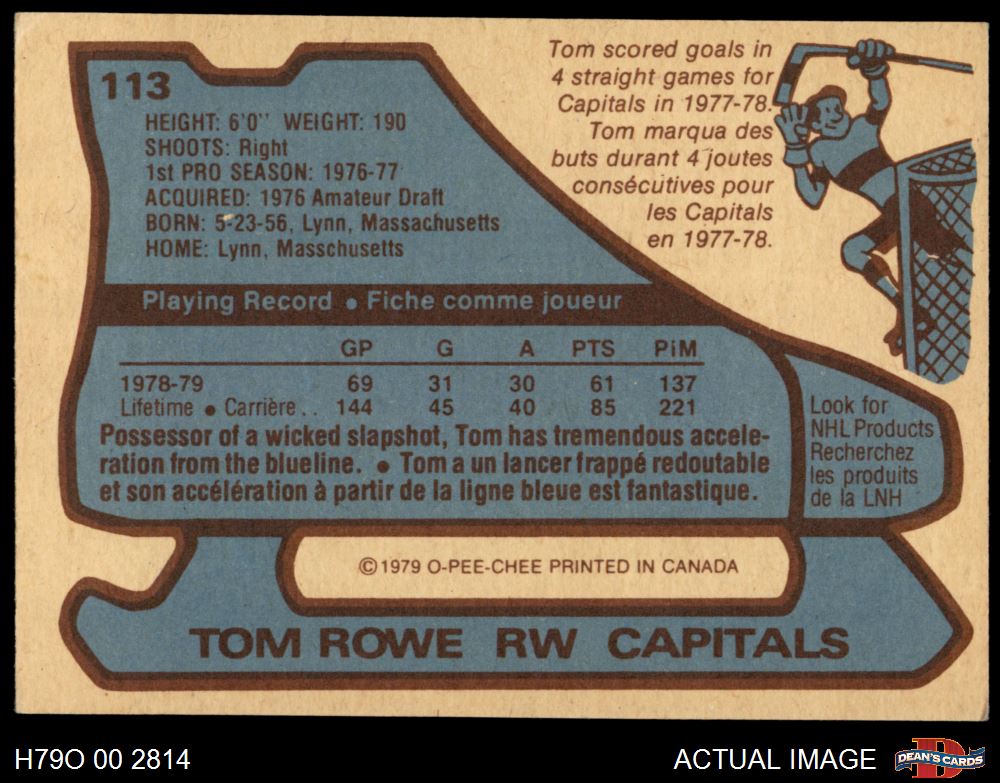 113
HEIGHT: 6'0" WEIGHT: 190
SHOOTS: Right
1st PRO SEASON: 1976-77
ACQUIRED: 1976 Amateur Draft
BORN: 5-23-56, Lynn, Massachusetts
HOME: Lynn, Masschusetts
Tom scored goals in
4 straight games for
Capitals in 1977-78.
Tom marqua des
buts durant 4 joutes
consécutives pour
les Capitals
en 1977-78.
Playing Record • Fiche comme joueur
GP G A PTS PiM
1978-79 69 31 30 61 137
Lifetime • Carrière . . 144 45 40 85 221
Possessor of a wicked slapshot, Tom has tremendous accele-
ration from the blueline. • Tom a un lancer frappé redoutable
et son accélération à partir de la ligne bleue est fantastique.
Look for
NHL Products
Recherchez
les produits
de la LNH
©1979 O-PEE-CHEE PRINTED IN CANADA
TOM ROWE RW CAPITALS
H79O 00 2814
ACTUAL IMAGE
D
DEAN'S CARDS